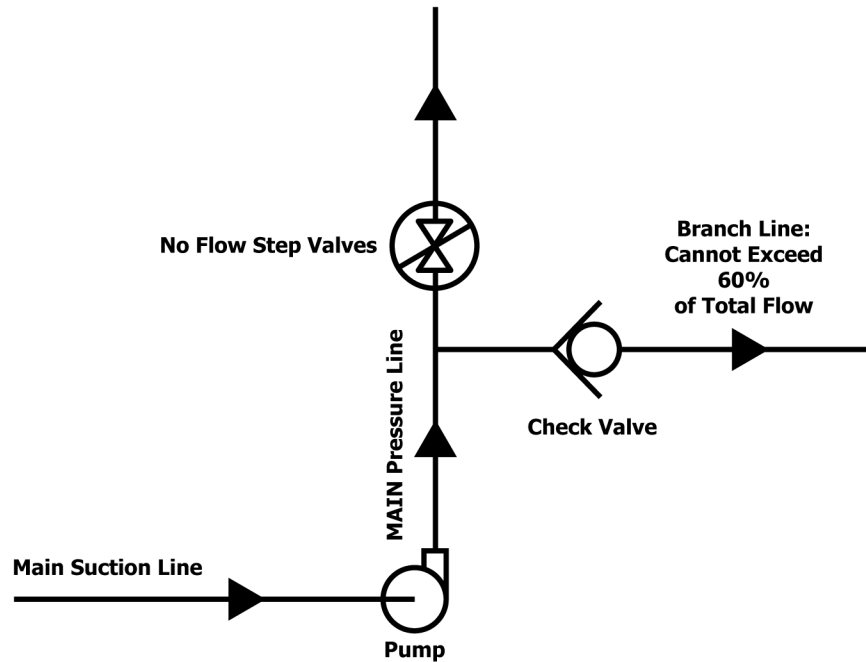 No Flow Step Valves
Branch Line:
Cannot Exceed
60%
of Total Flow
MAIN Pressure Line
Check Valve
Main Suction Line
Pump